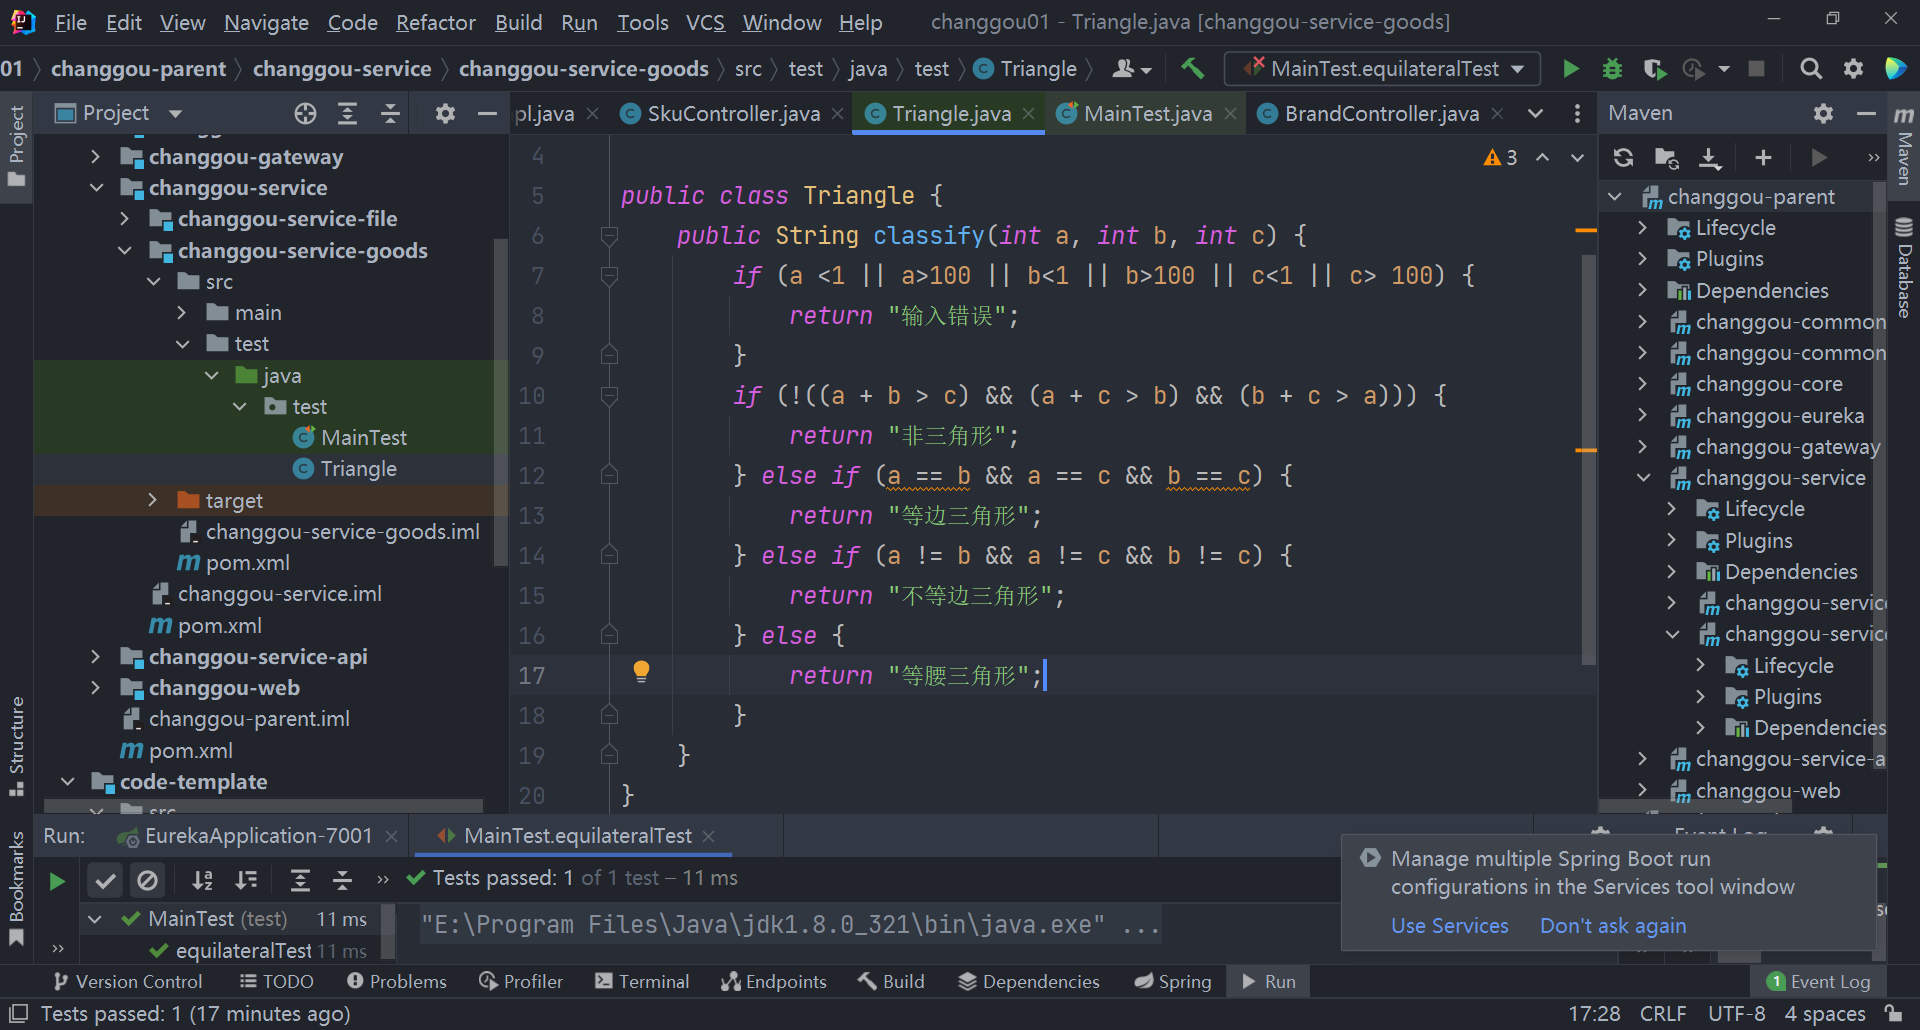 File Edit View Navigate Code Refactor Build Run Tools VCS Window Help changgou01 - Triangle.java [changgou-service-goods]
01 changgou-parent changgou-service changgou-service-goods src test java test Triangle MainTest.equilateralTest
Project pl.java SkuController.java Triangle.java MainTest.java BrandController.java Maven
changgou-gateway
changgou-service
changgou-service-file
changgou-service-goods
src
main
test
java
test
MainTest
Triangle
target
changgou-service-goods.iml
pom.xml
changgou-service.iml
pom.xml
changgou-service-api
changgou-web
changgou-parent.iml
pom.xml
code-template
src
Project
Structure
Bookmarks
3
4
5 public class Triangle {
6 public String classify(int a, int b, int c) {
7 if (a <1 || a>100 || b<1 || b>100 || c<1 || c> 100) {
8 return "输入错误";
9 }
10 if (!((a + b > c) && (a + c > b) && (b + c > a))) {
11 return "非三角形";
12 } else if (a == b && a == c && b == c) {
13 return "等边三角形";
14 } else if (a != b && a != c && b != c) {
15 return "不等边三角形";
16 } else {
17 return "等腰三角形";
18 }
19 }
20 }
changgou-parent
Lifecycle
Plugins
Dependencies
changgou-common
changgou-common
changgou-core
changgou-eureka
changgou-gateway
changgou-service
Lifecycle
Plugins
Dependencies
changgou-servic
changgou-servic
Lifecycle
Plugins
Dependencies
changgou-service-a
changgou-web
Maven
Database
Run: EurekaApplication-7001 MainTest.equilateralTest Event Log
Tests passed: 1 of 1 test – 11 ms
MainTest (test) 11 ms
equilateralTest 11 ms
"E:\Program Files\Java\jdk1.8.0_321\bin\java.exe" ...
Manage multiple Spring Boot run
configurations in the Services tool window
Use Services Don't ask again
Version Control TODO Problems Profiler Terminal Endpoints Build Dependencies Spring Run 1 Event Log
Tests passed: 1 (17 minutes ago) 17:28 CRLF UTF-8 4 spaces